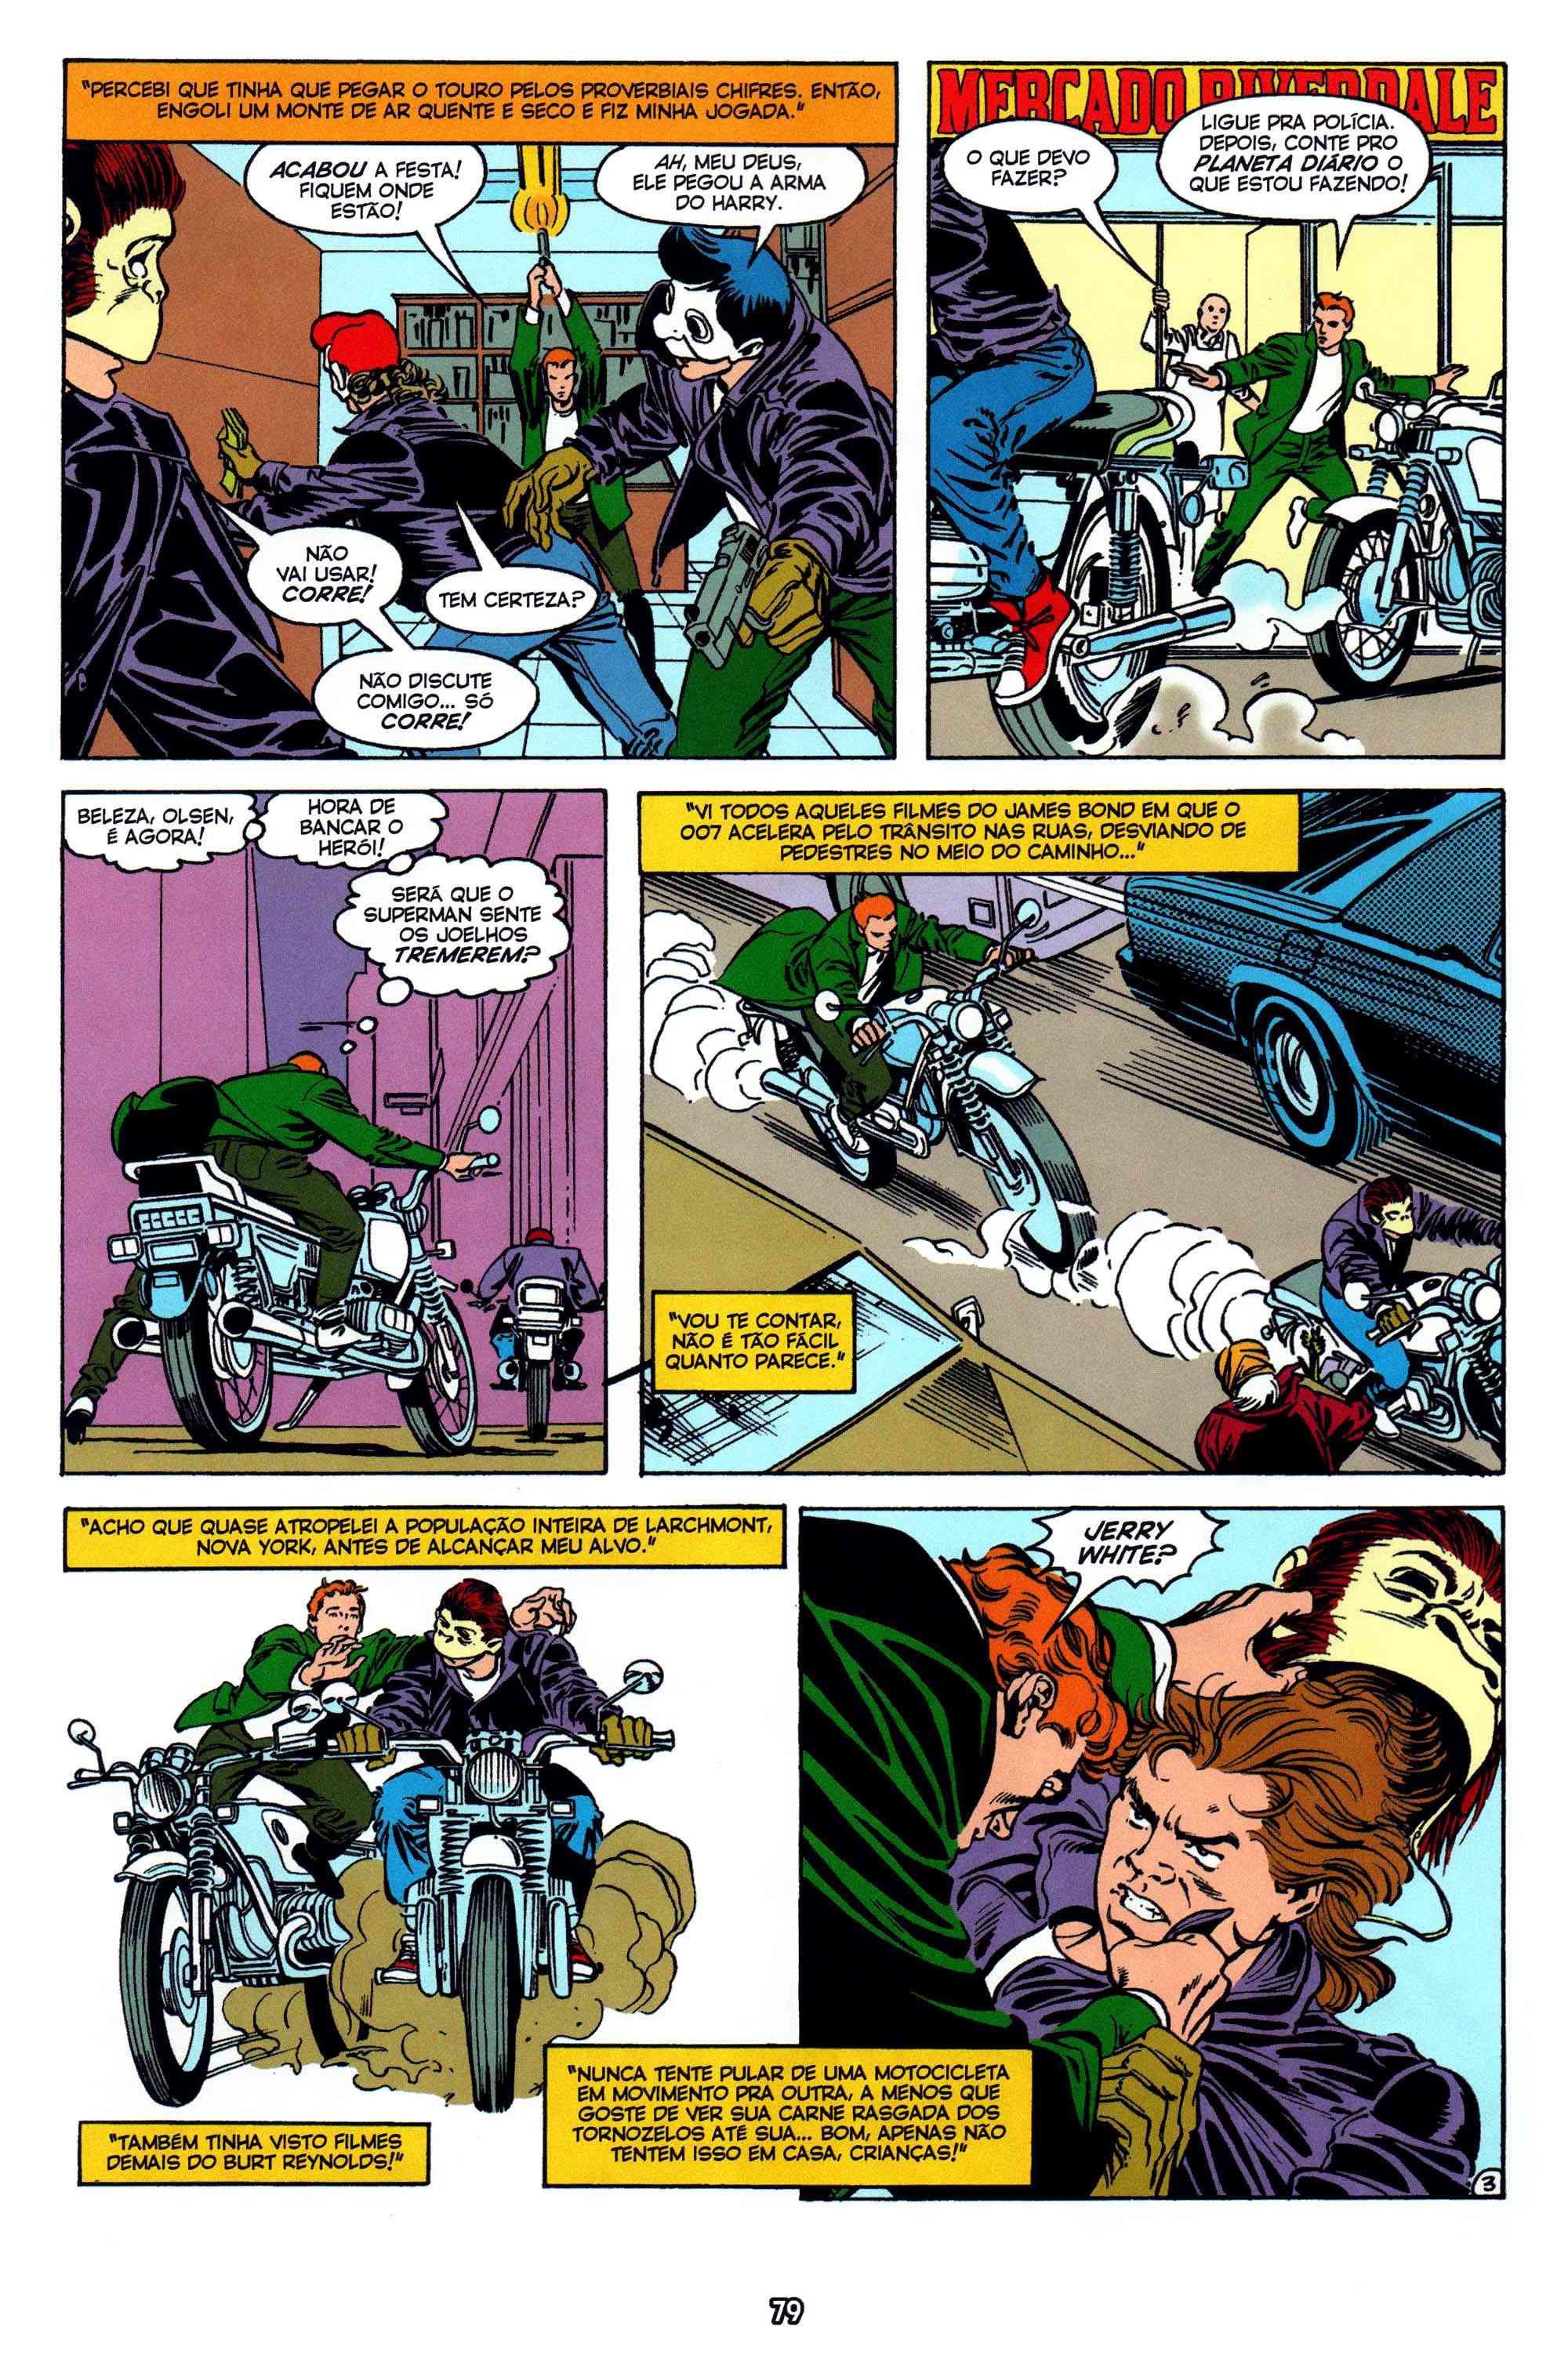 "PERCEBI QUE TINHA QUE PEGAR O TOURO PELOS PROVERBIAIS CHIFRES. ENTÃO,
ENGOLI UM MONTE DE AR QUENTE E SECO E FIZ MINHA JOGADA."
ACABOU A FESTA!
FIQUEM ONDE
ESTÃO!
AH, MEU DEUS,
ELE PEGOU A ARMA
DO HARRY.
NÃO
VAI USAR!
CORRE!
TEM CERTEZA?
NÃO DISCUTE
COMIGO... SÓ
CORRE!
MERCADO RIVERDALE
O QUE DEVO
FAZER?
LIGUE PRA POLÍCIA.
DEPOIS, CONTE PRO
PLANETA DIÁRIO O
QUE ESTOU FAZENDO!
BELEZA, OLSEN,
É AGORA!
HORA DE
BANCAR O
HERÓI!
SERÁ QUE O
SUPERMAN SENTE
OS JOELHOS
TREMEREM?
"VI TODOS AQUELES FILMES DO JAMES BOND EM QUE O
007 ACELERA PELO TRÂNSITO NAS RUAS, DESVIANDO DE
PEDESTRES NO MEIO DO CAMINHO..."
"VOU TE CONTAR,
NÃO É TÃO FÁCIL
QUANTO PARECE."
"ACHO QUE QUASE ATROPELEI A POPULAÇÃO INTEIRA DE LARCHMONT,
NOVA YORK, ANTES DE ALCANÇAR MEU ALVO."
"TAMBÉM TINHA VISTO FILMES
DEMAIS DO BURT REYNOLDS!"
"NUNCA TENTE PULAR DE UMA MOTOCICLETA
EM MOVIMENTO PRA OUTRA, A MENOS QUE
GOSTE DE VER SUA CARNE RASGADA DOS
TORNOZELOS ATÉ SUA... BOM, APENAS NÃO
TENTEM ISSO EM CASA, CRIANÇAS!"
JERRY
WHITE?
3
79